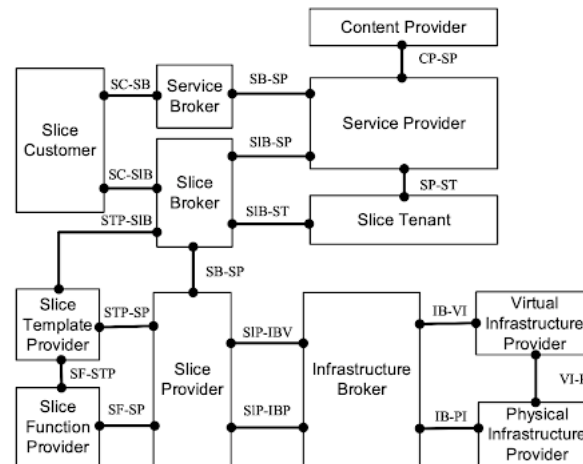 Content Provider
CP-SP
SC-SB
Service
Broker
SB-SP
Service Provider
Slice
Customer
SIB-SP
SC-SIB
Slice
Broker
SP-ST
STP-SIB
SIB-ST
Slice Tenant
SB-SP
Slice
Template
Provider
STP-SP
Slice
Provider
SIP-IBV
Infrastructure
Broker
IB-VI
Virtual
Infrastructure
Provider
SF-STP
Slice
Function
Provider
SF-SP
SIP-IBP
IB-PI
Physical
Infrastructure
Provider